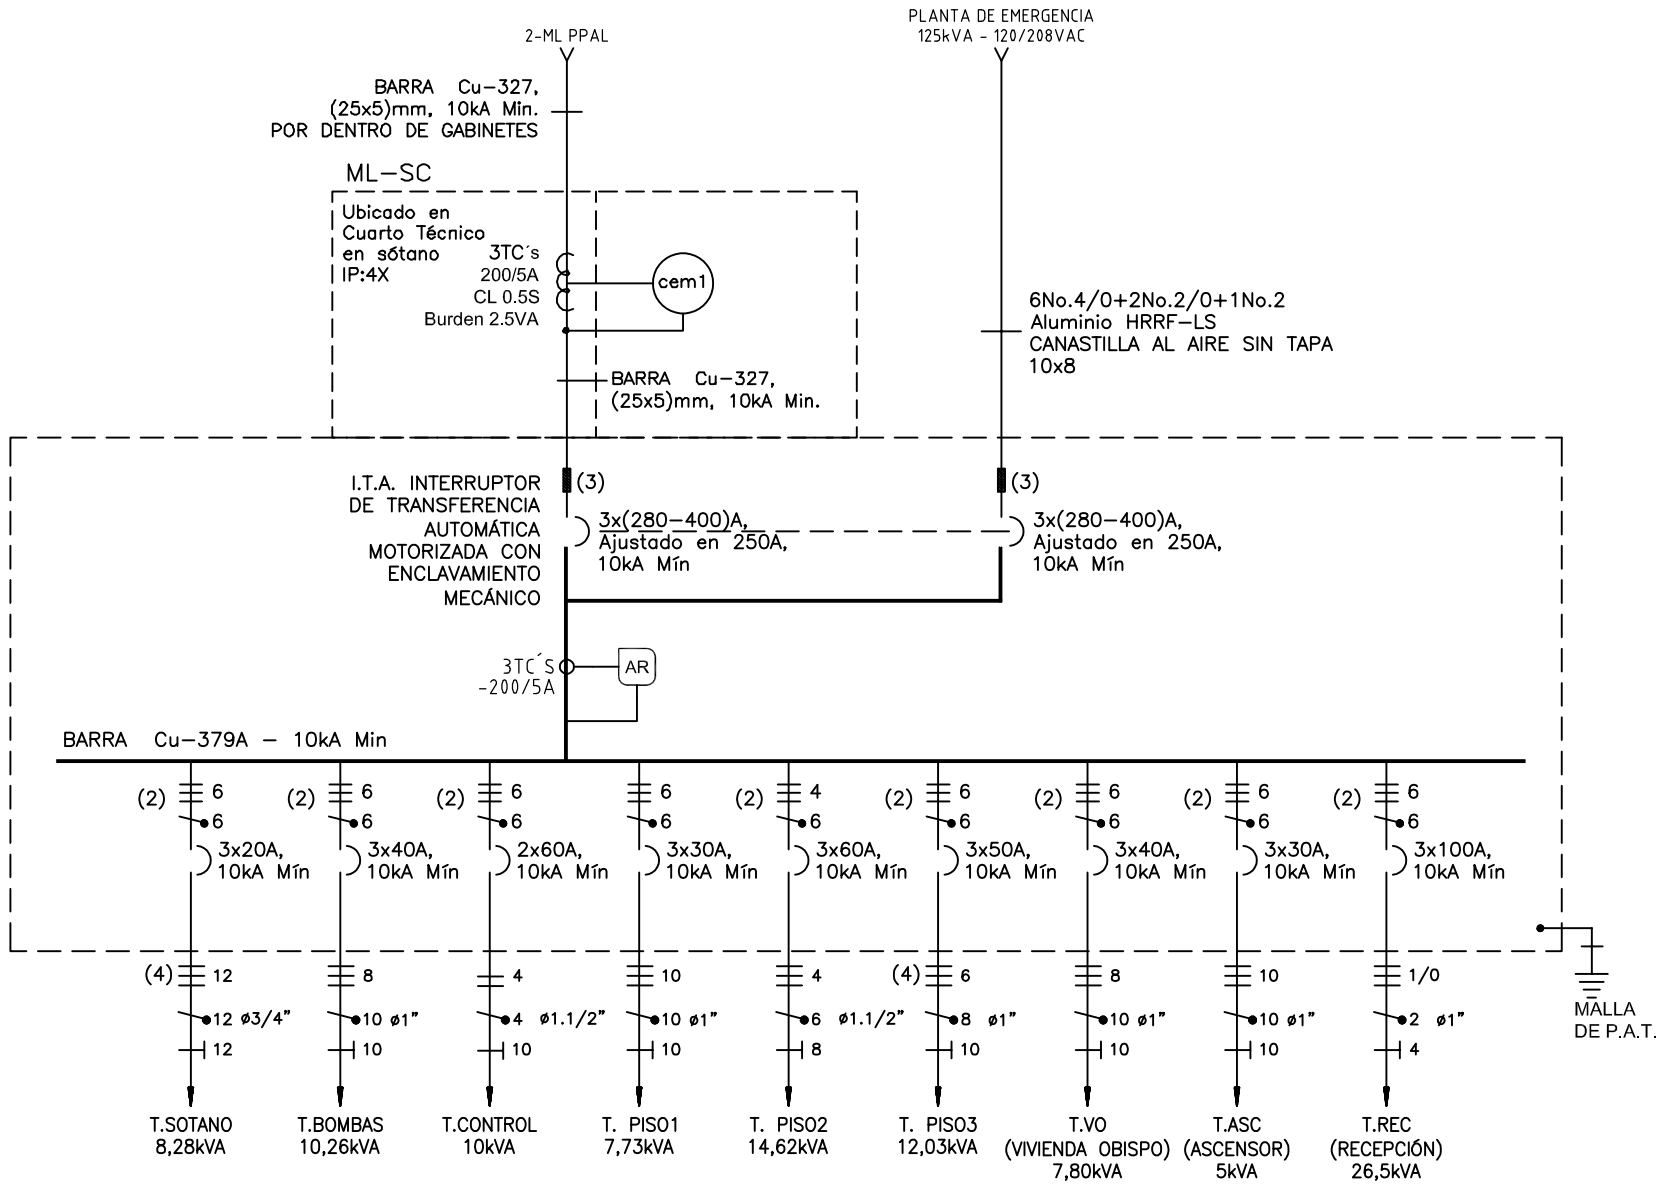 PLANTA DE EMERGENCIA
125kVA - 120/208VAC
2-ML PPAL
BARRA Cu-327,
(25x5)mm, 10kA Min.
POR DENTRO DE GABINETES
ML-SC
Ubicado en
Cuarto Técnico
en sótano
IP:4X
3TC´s
200/5A
CL 0.5S
Burden 2.5VA
cem1
BARRA Cu-327,
(25x5)mm, 10kA Min.
6No.4/0+2No.2/0+1No.2
Aluminio HRRF-LS
CANASTILLA AL AIRE SIN TAPA
10x8
I.T.A. INTERRUPTOR
DE TRANSFERENCIA
AUTOMÁTICA
MOTORIZADA CON
ENCLAVAMIENTO
MECÁNICO
(3)
3x(280-400)A,
Ajustado en 250A,
10kA Mín
(3)
3x(280-400)A,
Ajustado en 250A,
10kA Mín
3TC´S
-200/5A
AR
BARRA Cu-379A - 10kA Min
(2) 6 (2) 6 (2) 6 6 (2) 4 (2) 6 (2) 6 (2) 6 (2) 6
6 6 6 6 6 6 6 6 6
3x20A, 3x40A, 2x60A, 3x30A, 3x60A, 3x50A, 3x40A, 3x30A, 3x100A,
10kA Mín 10kA Mín 10kA Mín 10kA Mín 10kA Mín 10kA Mín 10kA Mín 10kA Mín 10kA Mín
(4) 12 8 4 10 4 (4) 6 8 10 1/0
12 ø3/4" 10 ø1" 4 ø1.1/2" 10 ø1" 6 ø1.1/2" 8 ø1" 10 ø1" 10 ø1" 2 ø1"
12 10 10 10 8 10 10 10 4
MALLA
DE P.A.T.
T.SOTANO
8,28kVA
T.BOMBAS
10,26kVA
T.CONTROL
10kVA
T. PISO1
7,73kVA
T. PISO2
14,62kVA
T. PISO3
12,03kVA
T.VO
(VIVIENDA OBISPO)
7,80kVA
T.ASC
(ASCENSOR)
5kVA
T.REC
(RECEPCIÓN)
26,5kVA